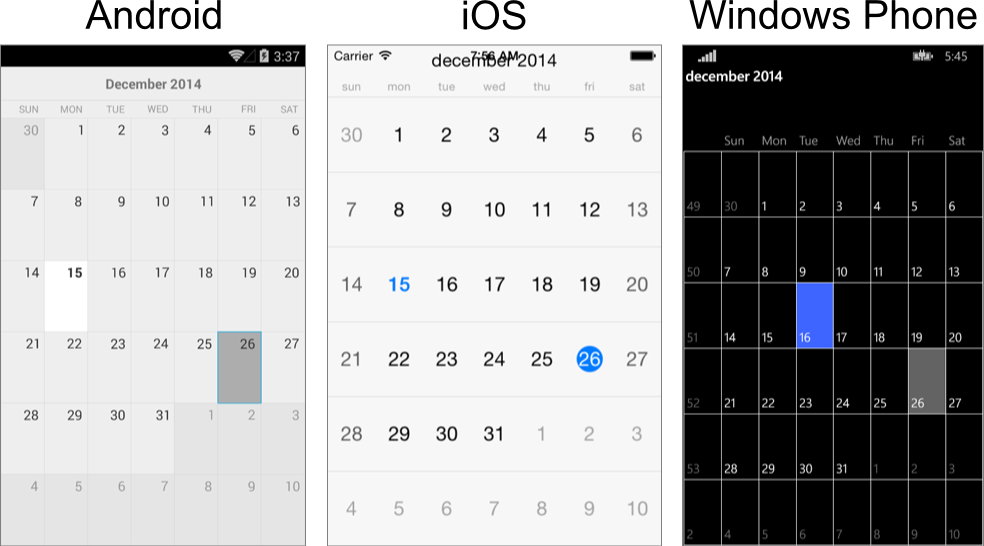 Android
3:37
December 2014
SUN MON TUE WED THU FRI SAT
30 1 2 3 4 5 6
7 8 9 10 11 12 13
14 15 16 17 18 19 20
21 22 23 24 25 26 27
28 29 30 31 1 2 3
4 5 6 7 8 9 10
iOS
Carrier 7:56 AM
december 2014
sun mon tue wed thu fri sat
30 1 2 3 4 5 6
7 8 9 10 11 12 13
14 15 16 17 18 19 20
21 22 23 24 25 26 27
28 29 30 31 1 2 3
4 5 6 7 8 9 10
Windows Phone
5:45
december 2014
Sun Mon Tue Wed Thu Fri Sat
49 30 1 2 3 4 5 6
50 7 8 9 10 11 12 13
51 14 15 16 17 18 19 20
52 21 22 23 24 25 26 27
53 28 29 30 31 1 2 3
2 4 5 6 7 8 9 10